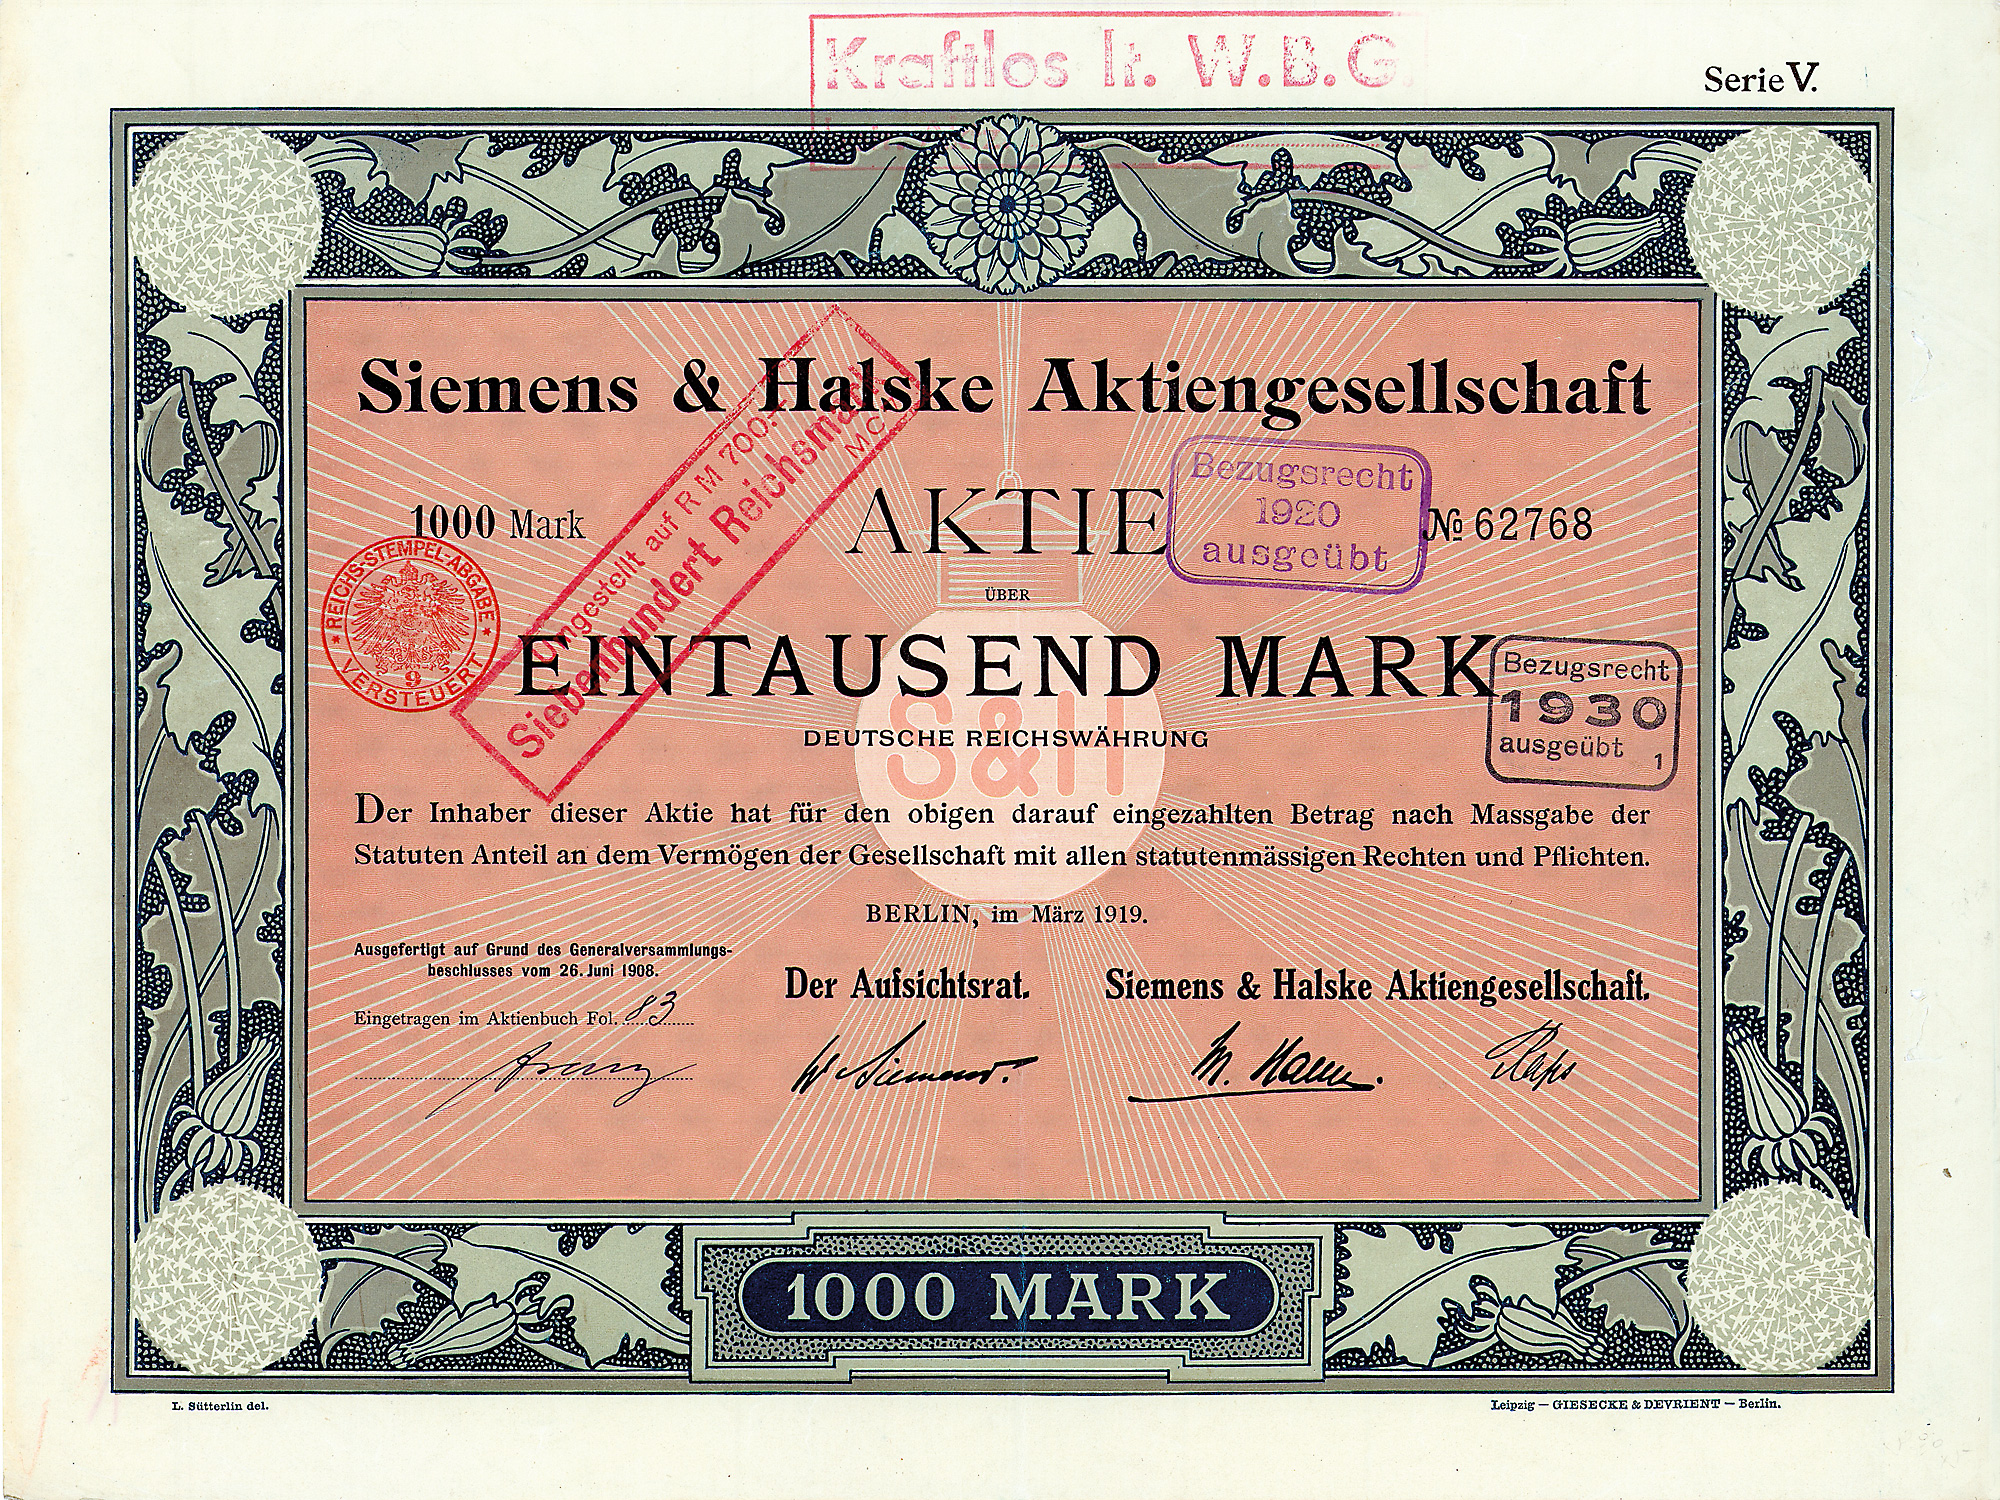 Kraftlos lt. W.B.G.
Serie V.
Siemens & Halske Aktiengesellschaft
1000 Mark
AKTIE
Bezugsrecht
1920
ausgeübt
№ 62768
ÜBER
REICHS-STEMPEL-ABGABE
9
VERSTEUERT
Umgestellt auf RM 700.-
Siebenhundert Reichsmark
EINTAUSEND MARK
Bezugsrecht
1930
ausgeübt 1
S&H
DEUTSCHE REICHSWÄHRUNG
Der Inhaber dieser Aktie hat für den obigen darauf eingezahlten Betrag nach Massgabe der
Statuten Anteil an dem Vermögen der Gesellschaft mit allen statutenmässigen Rechten und Pflichten.
BERLIN, im März 1919.
Ausgefertigt auf Grund des Generalversammlungs-
beschlusses vom 26. Juni 1908.
Eingetragen im Aktienbuch Fol. 83
Der Aufsichtsrat.
Siemens & Halske Aktiengesellschaft.
W Siemens.
Raps
1000 MARK
L. Sütterlin del.
Leipzig — GIESECKE & DEVRIENT — Berlin.